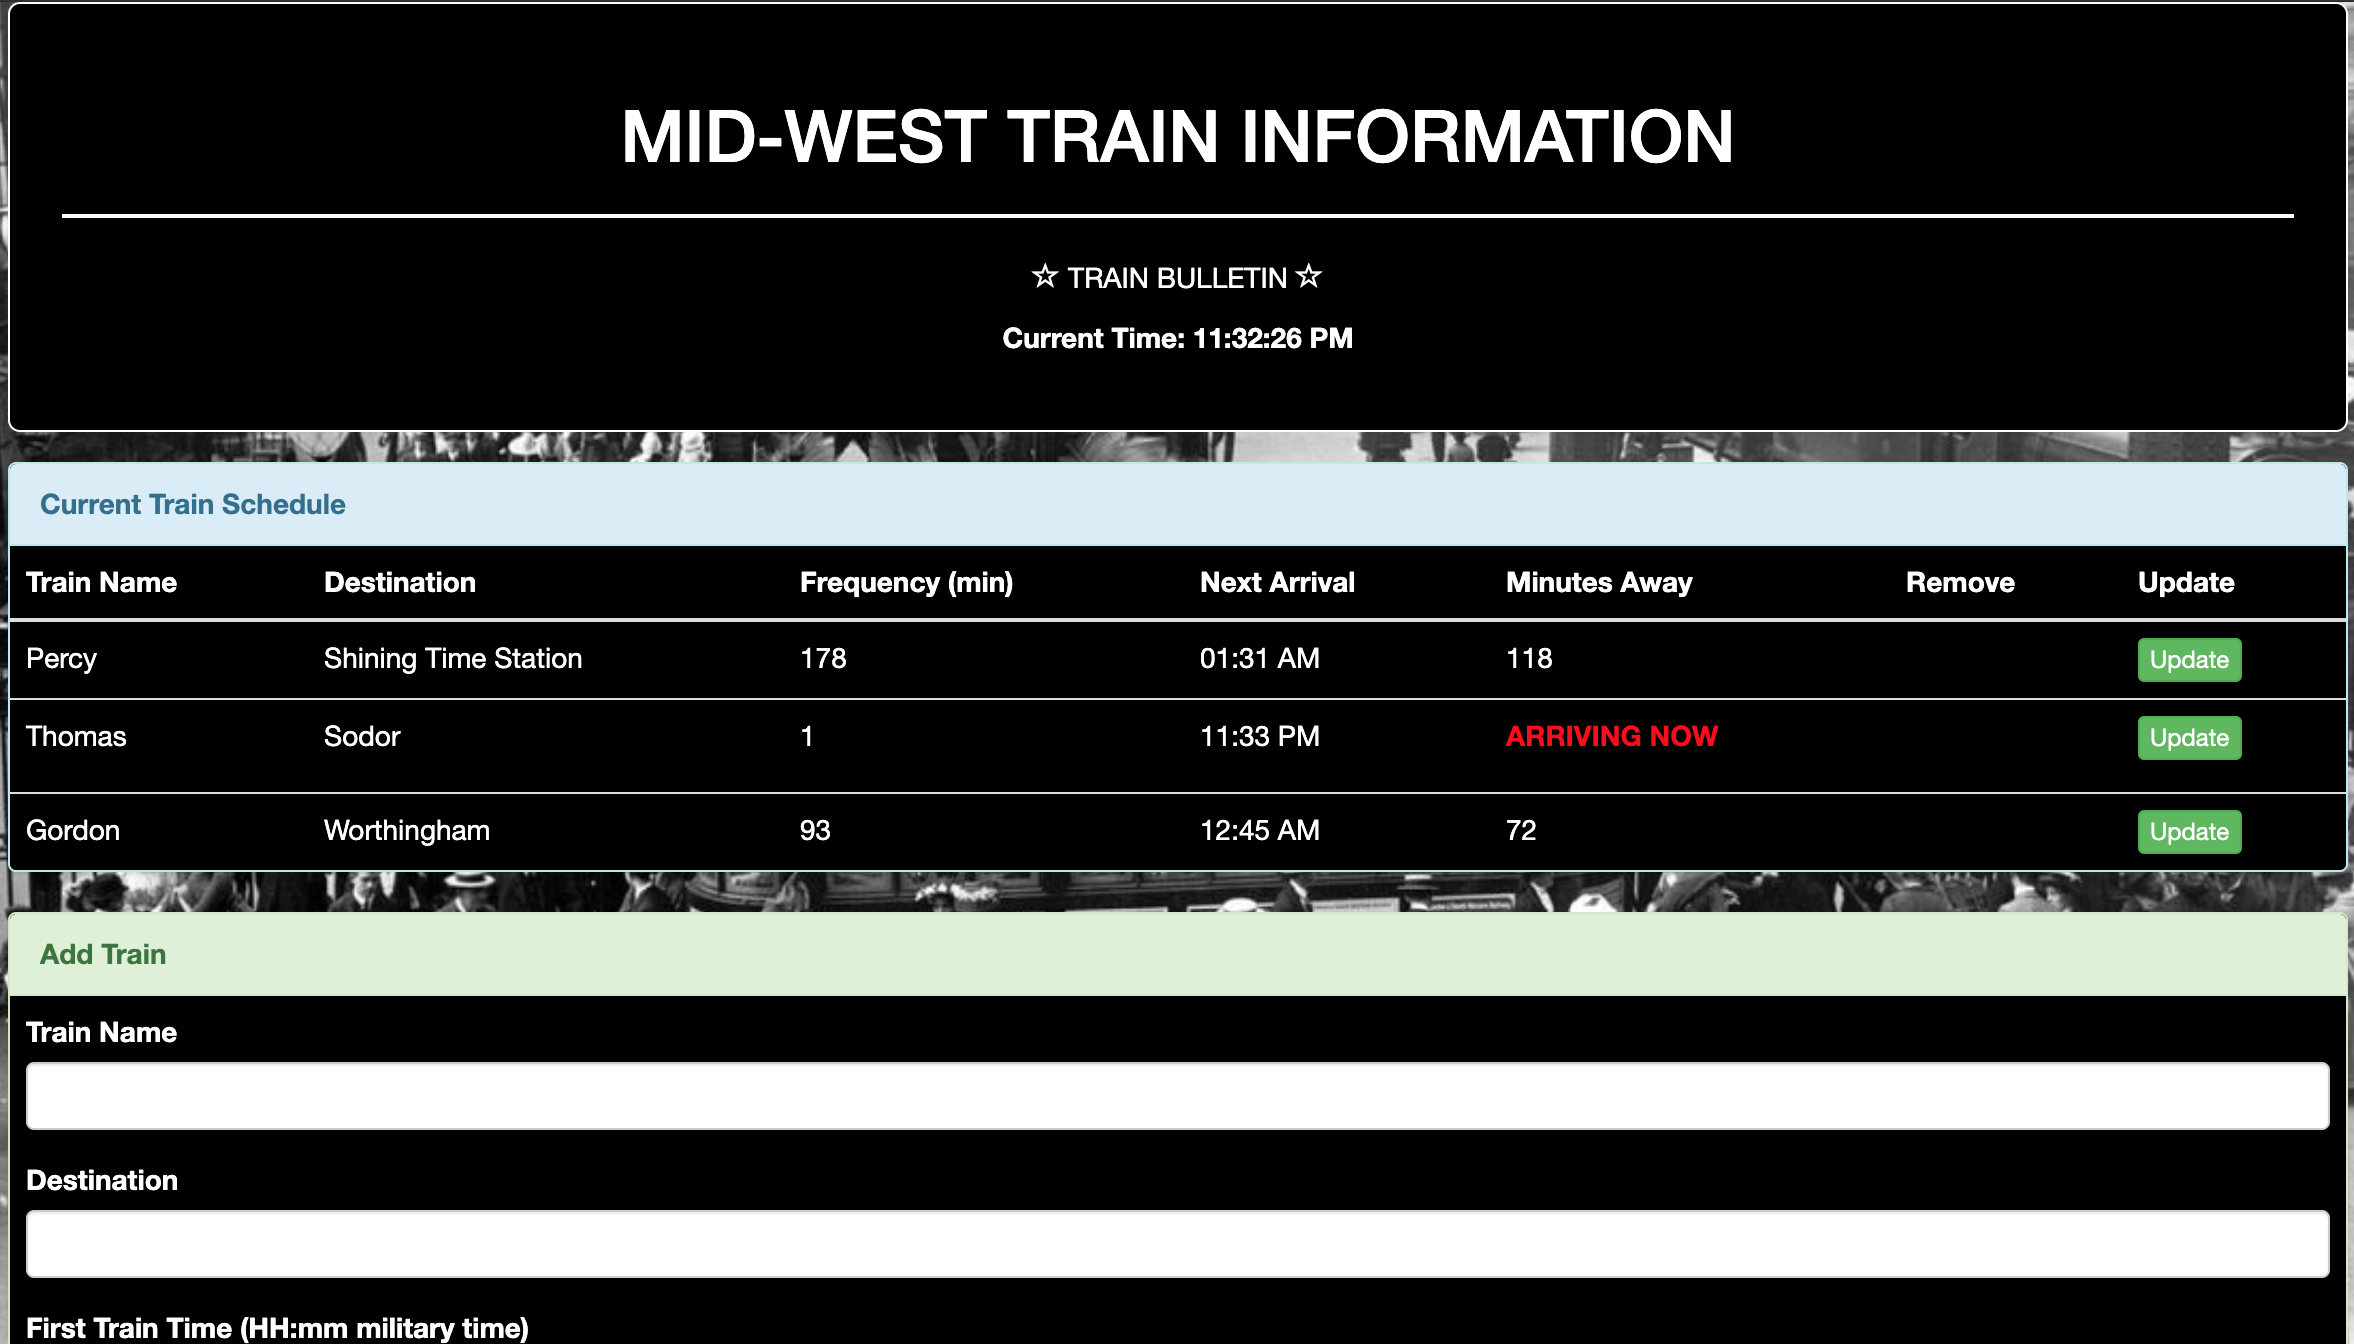 MID-WEST TRAIN INFORMATION
☆ TRAIN BULLETIN ☆
Current Time: 11:32:26 PM
Current Train Schedule
Train Name Destination Frequency (min) Next Arrival Minutes Away Remove Update
Percy Shining Time Station 178 01:31 AM 118 Update
Thomas Sodor 1 11:33 PM ARRIVING NOW Update
Gordon Worthingham 93 12:45 AM 72 Update
Add Train
Train Name
Destination
First Train Time (HH:mm military time)